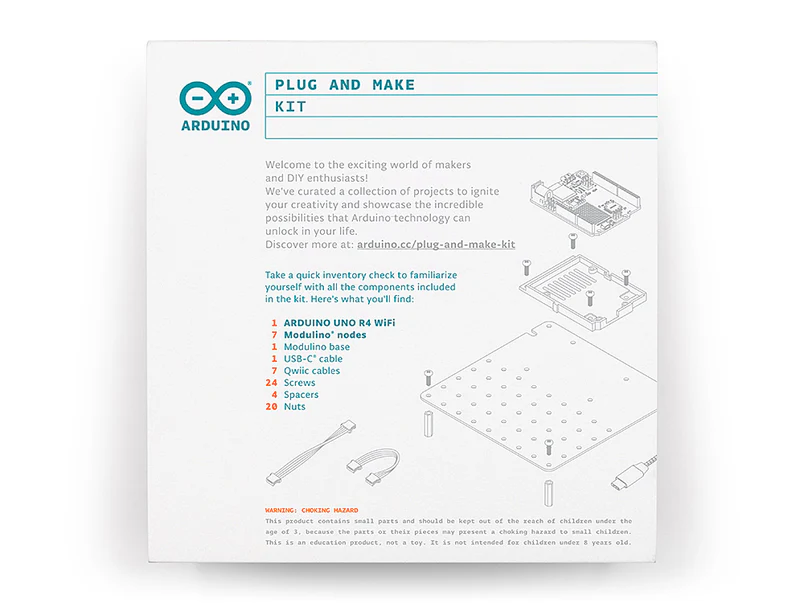 ARDUINO
PLUG AND MAKE
KIT
Welcome to the exciting world of makers
and DIY enthusiasts!
We've curated a collection of projects to ignite
your creativity and showcase the incredible
possibilities that Arduino technology can
unlock in your life.
Discover more at: arduino.cc/plug-and-make-kit
Take a quick inventory check to familiarize
yourself with all the components included
in the kit. Here's what you'll find:
1 ARDUINO UNO R4 WiFi
7 Modulino® nodes
1 Modulino base
1 USB-C® cable
7 Qwiic cables
24 Screws
4 Spacers
20 Nuts
WARNING: CHOKING HAZARD
This product contains small parts and should be kept out of the reach of children under the
age of 3, because the parts or their pieces may present a choking hazard to small children.
This is an education product, not a toy. It is not intended for children under 8 years old.